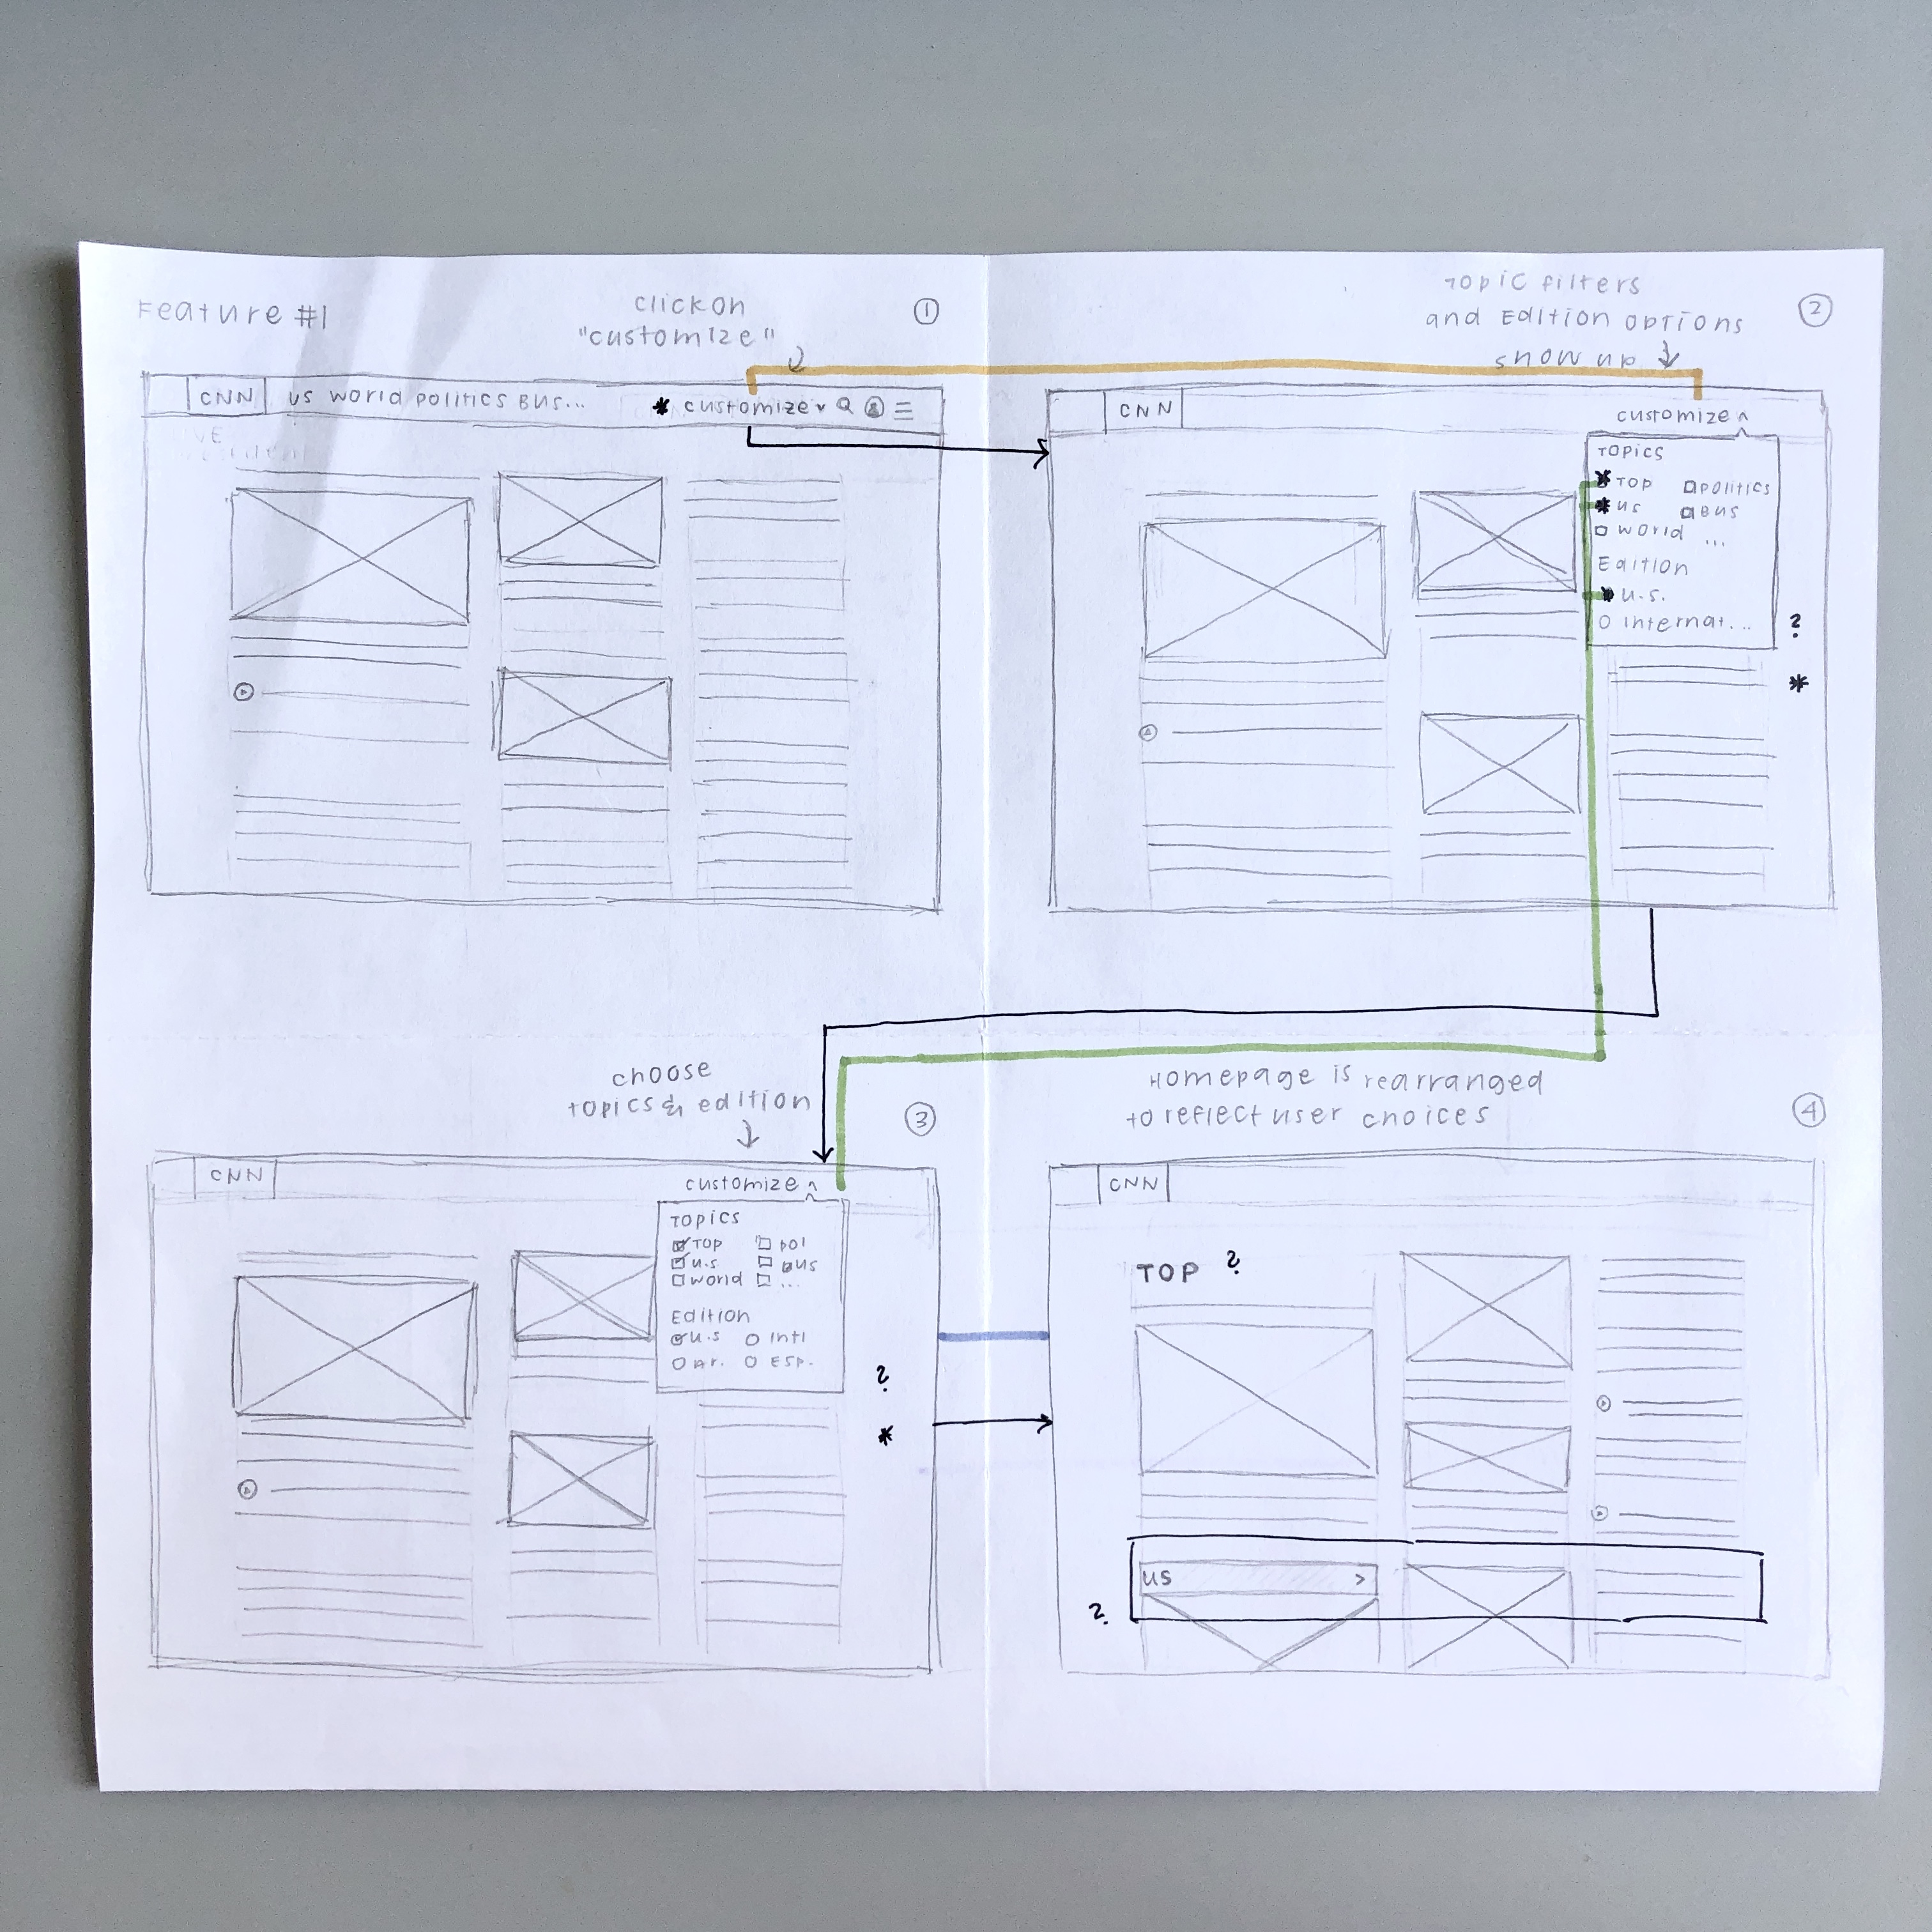 Feature #1
click on
"customize"
1
CNN us world politics Bus... * customize
Topic filters
and Edition options
show up
2
CNN
customize ^
Topics
* Top □ politics
* us □ Bus
□ world ...
Edition
u.s.
○ internat...
?
*
choose
topics & edition
3
CNN
customize ^
Topics
☑ Top □ pol
☑ u.s □ Bus
□ world □ ...
Edition
u.s ○ intl
○ Ar. ○ Esp.
?
*
Homepage is rearranged
to reflect user choices
4
CNN
TOP ?
us >
?